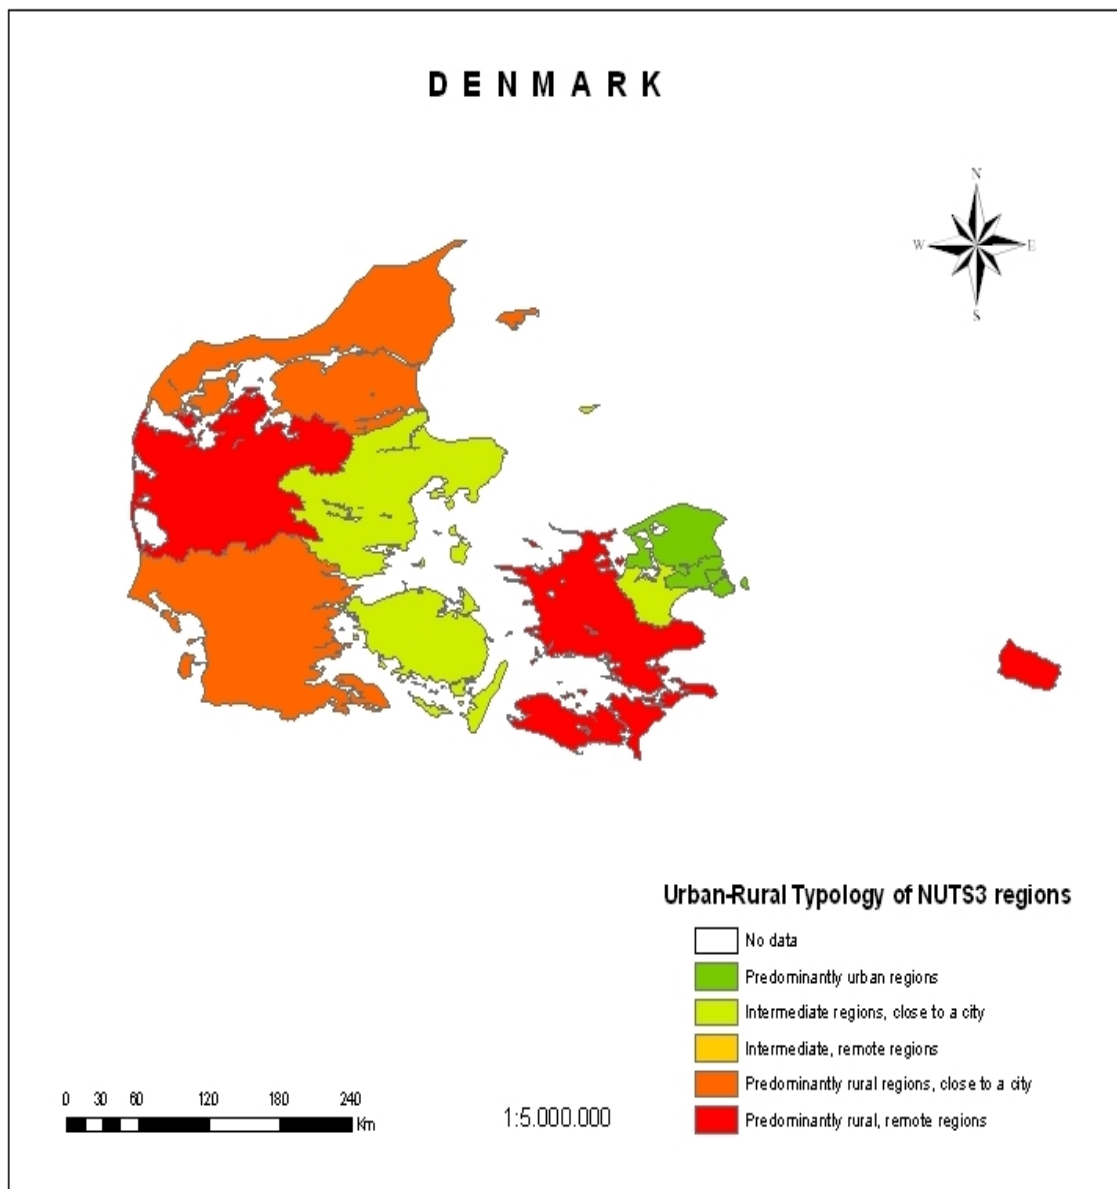 D E N M A R K
N
W E
S
Urban-Rural Typology of NUTS3 regions
No data
Predominantly urban regions
Intermediate regions, close to a city
Intermediate, remote regions
Predominantly rural regions, close to a city
Predominantly rural, remote regions
0 30 60 120 180 240
Km
1:5.000.000